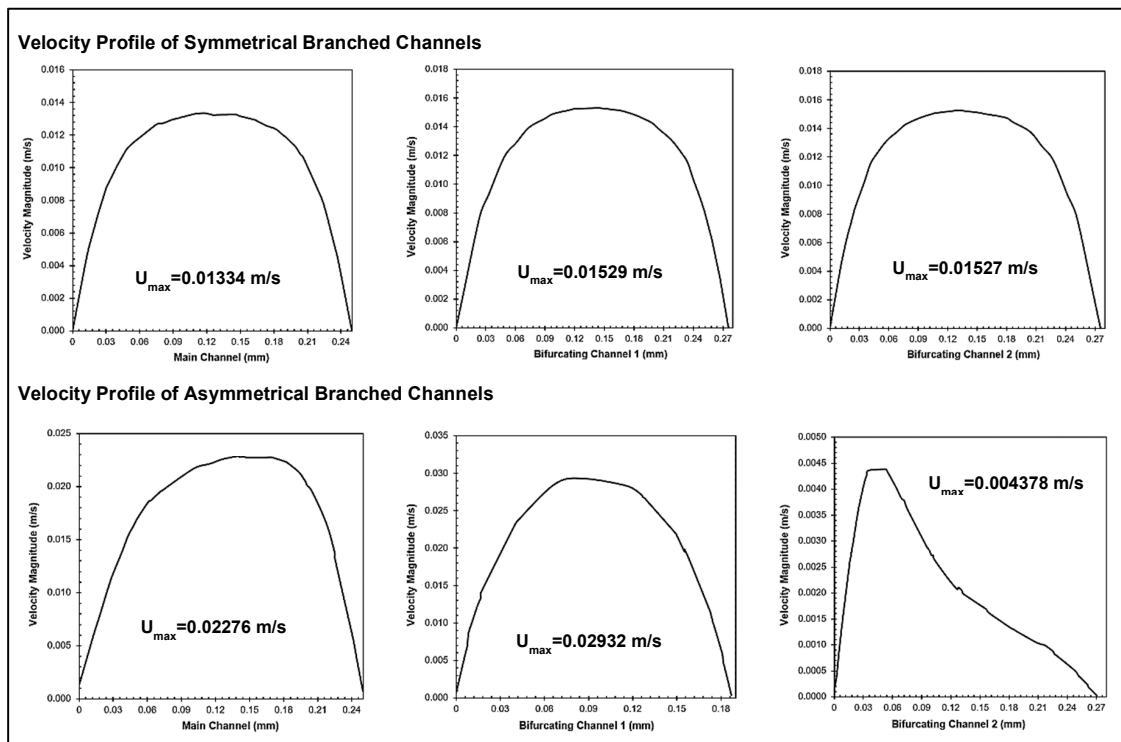 Velocity Profile of Symmetrical Branched Channels
0.016
0.014
0.012
0.010
0.008
0.006
0.004
0.002
0.000
Velocity Magnitude (m/s)
Umax=0.01334 m/s
0 0.03 0.06 0.09 0.12 0.15 0.18 0.21 0.24
Main Channel (mm)
0.018
0.016
0.014
0.012
0.010
0.008
0.006
0.004
0.002
0.000
Velocity Magnitude (m/s)
Umax=0.01529 m/s
0 0.03 0.06 0.09 0.12 0.15 0.18 0.21 0.24 0.27
Bifurcating Channel 1 (mm)
0.018
0.016
0.014
0.012
0.010
0.008
0.006
0.004
0.002
0.000
Velocity Magnitude (m/s)
Umax=0.01527 m/s
0 0.03 0.06 0.09 0.12 0.15 0.18 0.21 0.24 0.27
Bifurcating Channel 2 (mm)
Velocity Profile of Asymmetrical Branched Channels
0.025
0.020
0.015
0.010
0.005
0.000
Velocity Magnitude (m/s)
Umax=0.02276 m/s
0 0.03 0.06 0.09 0.12 0.15 0.18 0.21 0.24
Main Channel (mm)
0.035
0.030
0.025
0.020
0.015
0.010
0.005
0.000
Velocity Magnitude (m/s)
Umax=0.02932 m/s
0 0.03 0.06 0.09 0.12 0.15 0.18
Bifurcating Channel 1 (mm)
0.0050
0.0045
0.0040
0.0035
0.0030
0.0025
0.0020
0.0015
0.0010
0.0005
0.0000
Velocity Magnitude (m/s)
Umax=0.004378 m/s
0 0.03 0.06 0.09 0.12 0.15 0.18 0.21 0.24 0.27
Bifurcating Channel 2 (mm)